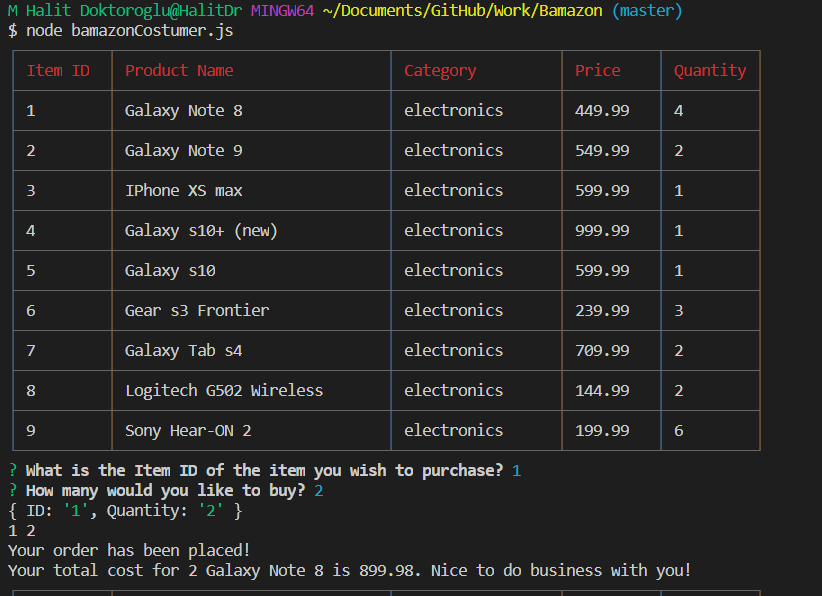 M Halit Doktoroglu@HalitDr MINGW64 ~/Documents/GitHub/Work/Bamazon (master)
$ node bamazonCostumer.js
Item ID Product Name Category Price Quantity
1 Galaxy Note 8 electronics 449.99 4
2 Galaxy Note 9 electronics 549.99 2
3 IPhone XS max electronics 599.99 1
4 Galaxy s10+ (new) electronics 999.99 1
5 Galaxy s10 electronics 599.99 1
6 Gear s3 Frontier electronics 239.99 3
7 Galaxy Tab s4 electronics 709.99 2
8 Logitech G502 Wireless electronics 144.99 2
9 Sony Hear-ON 2 electronics 199.99 6
? What is the Item ID of the item you wish to purchase? 1
? How many would you like to buy? 2
{ ID: '1', Quantity: '2' }
1 2
Your order has been placed!
Your total cost for 2 Galaxy Note 8 is 899.98. Nice to do business with you!